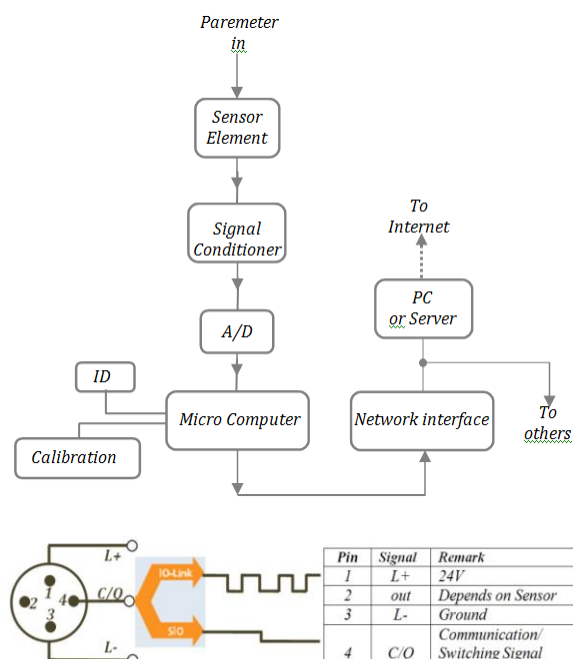 Paremeter
in
Sensor
Element
Signal
Conditioner
A/D
ID
Micro Computer
Calibration
To
Internet
PC
or Server
Network interface
To
others
L+
C/Q
L-
1
2
3
4
IO-Link
SIO
Pin Signal Remark
1 L+ 24V
2 out Depends on Sensor
3 L- Ground
4 C/O Communication/
Switching Signal